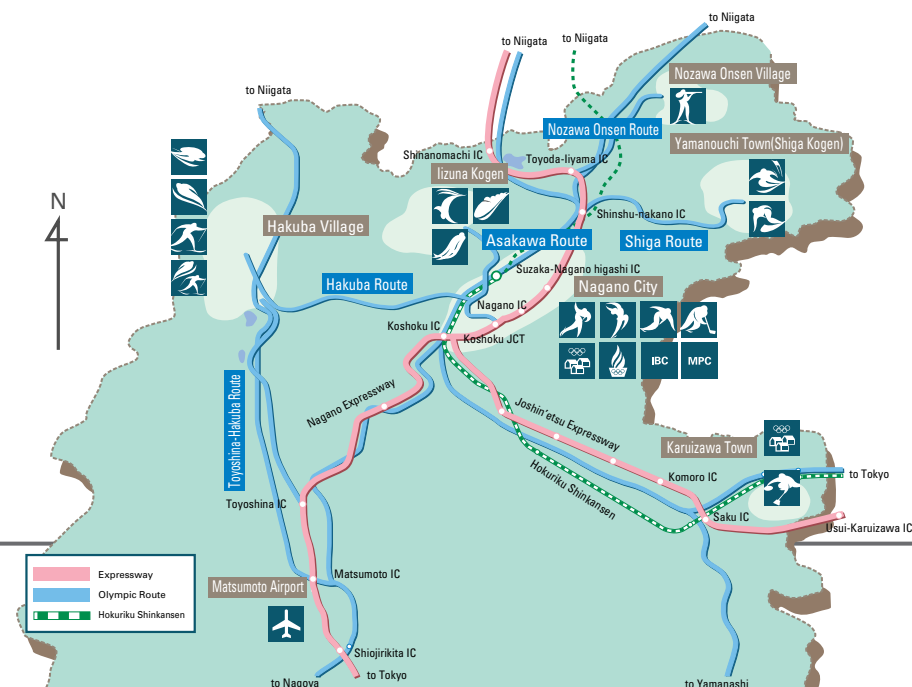 to Niigata
to Niigata
to Niigata
to Niigata
Nozawa Onsen Village
Nozawa Onsen Route
Yamanouchi Town(Shiga Kogen)
Shinanomachi IC
Toyoda-Iiyama IC
Iizuna Kogen
N
Shinshu-nakano IC
Hakuba Village
Asakawa Route
Shiga Route
Suzaka-Nagano higashi IC
Hakuba Route
Nagano City
Nagano IC
Koshoku IC
Koshoku JCT
IBC
MPC
Toyoshina-Hakuba Route
Nagano Expressway
Joshin'etsu Expressway
Karuizawa Town
Hokuriku Shinkansen
Komoro IC
to Tokyo
Toyoshina IC
Saku IC
Usui-Karuizawa IC
Expressway
Olympic Route
Hokuriku Shinkansen
Matsumoto IC
Matsumoto Airport
Shiojirikita IC
to Tokyo
to Nagoya
to Yamanashi